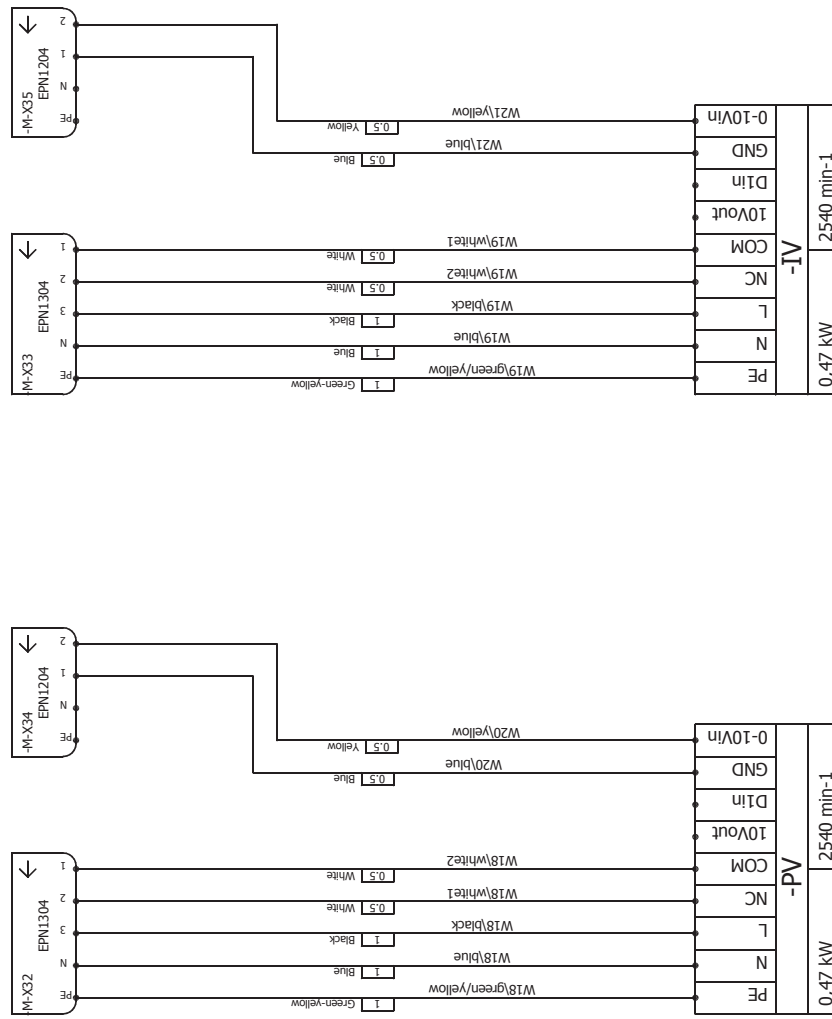 -M-X35
EPN1204
2
1
N
PE
W21\yellow
0.5 Yellow
W21\blue
0.5 Blue
0-10Vin
GND
D1in
10Vout
COM
NC
L
N
PE
-IV
2540 min-1
0,47 kW
-M-X33
EPN1304
1
2
3
N
PE
W19\white1
0.5 White
W19\white2
0.5 White
W19\black
1 Black
W19\blue
1 Blue
W19\green/yellow
1 Green-yellow
-M-X34
EPN1204
2
1
N
PE
W20\yellow
0.5 Yellow
W20\blue
0.5 Blue
0-10Vin
GND
D1in
10Vout
COM
NC
L
N
PE
-PV
2540 min-1
0,47 kW
-M-X32
EPN1304
1
2
3
N
PE
W18\white2
0.5 White
W18\white1
0.5 White
W18\black
1 Black
W18\blue
1 Blue
W18\green/yellow
1 Green-yellow